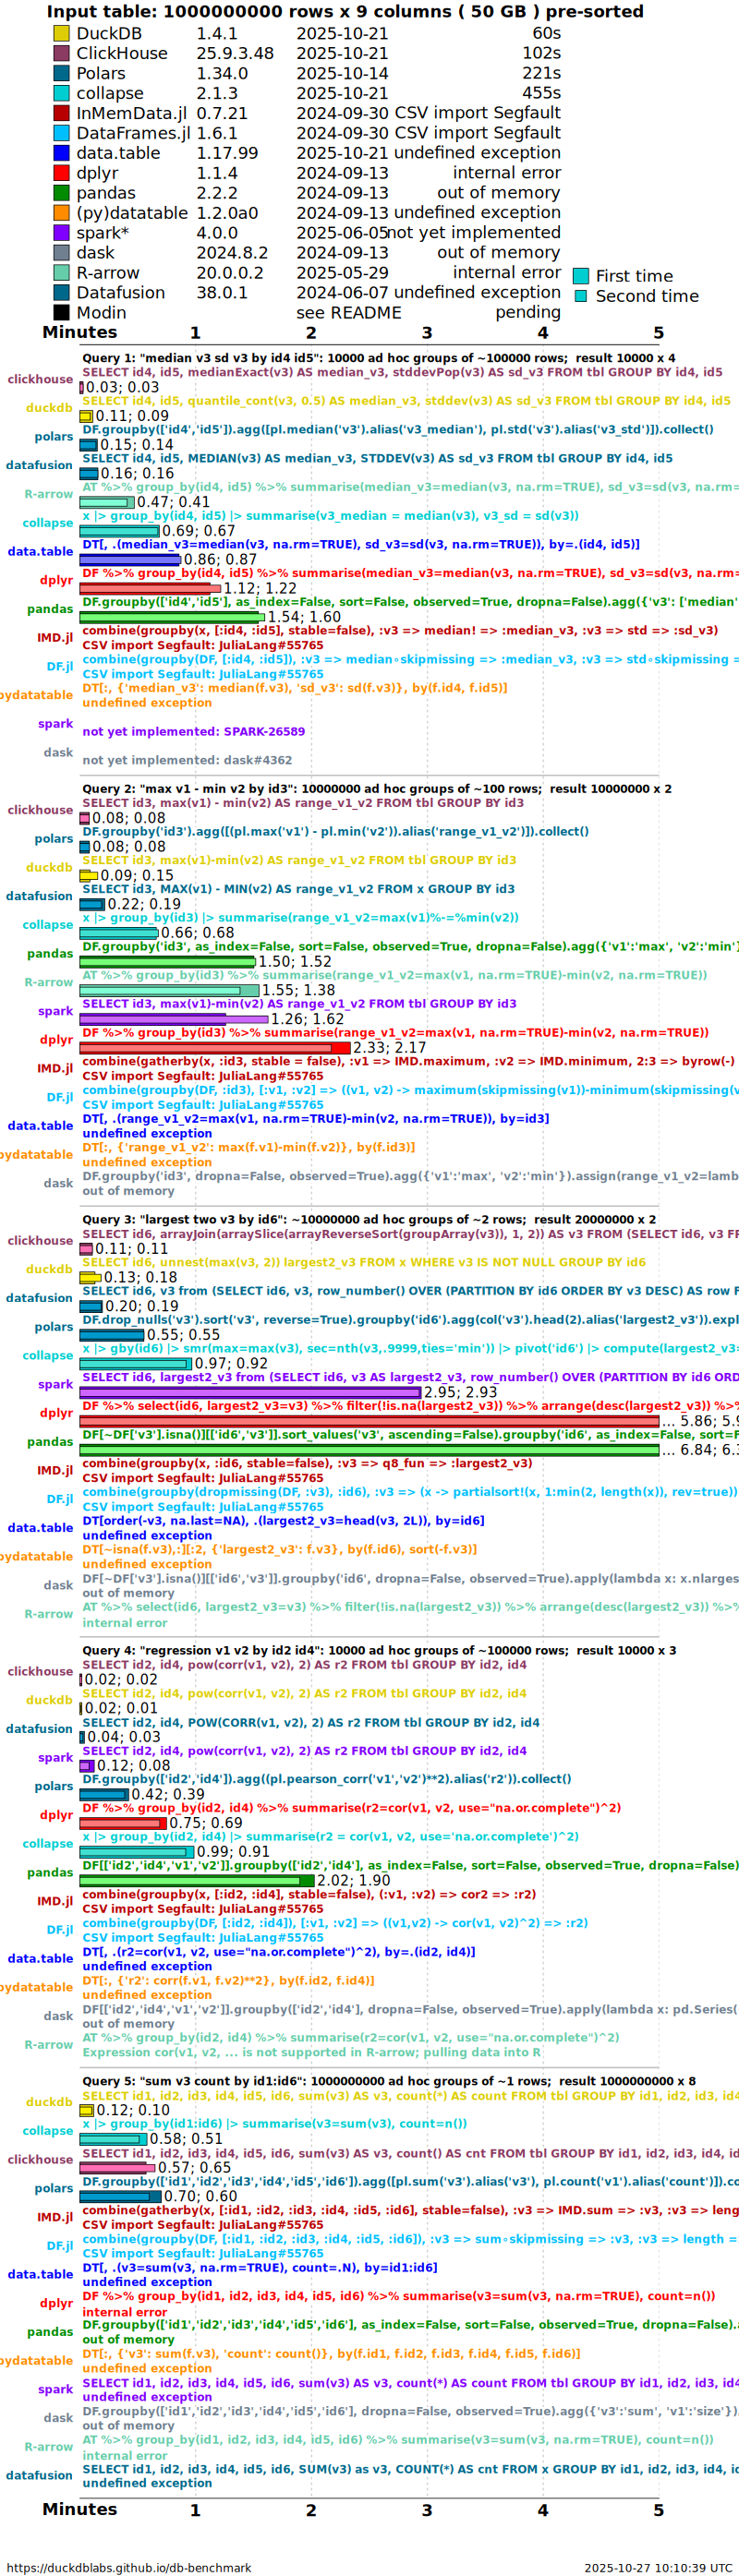 Input table: 1000000000 rows x 9 columns ( 50 GB ) pre-sorted
DuckDB 1.4.1 2025-10-21 60s
ClickHouse 25.9.3.48 2025-10-21 102s
Polars 1.34.0 2025-10-14 221s
collapse 2.1.3 2025-10-21 455s
InMemData.jl 0.7.21 2024-09-30 CSV import Segfault
DataFrames.jl 1.6.1 2024-09-30 CSV import Segfault
data.table 1.17.99 2025-10-21 undefined exception
dplyr 1.1.4 2024-09-13 internal error
pandas 2.2.2 2024-09-13 out of memory
(py)datatable 1.2.0a0 2024-09-13 undefined exception
spark* 4.0.0 2025-06-05 not yet implemented
dask 2024.8.2 2024-09-13 out of memory
R-arrow 20.0.0.2 2025-05-29 internal error
First time
Datafusion 38.0.1 2024-06-07 undefined exception
Second time
Modin see README pending
Minutes 1 2 3 4 5
Query 1: "median v3 sd v3 by id4 id5": 10000 ad hoc groups of ~100000 rows; result 10000 x 4
clickhouse SELECT id4, id5, medianExact(v3) AS median_v3, stddevPop(v3) AS sd_v3 FROM tbl GROUP BY id4, id5
0.03; 0.03
duckdb SELECT id4, id5, quantile_cont(v3, 0.5) AS median_v3, stddev(v3) AS sd_v3 FROM tbl GROUP BY id4, id5
0.11; 0.09
polars DF.groupby(['id4','id5']).agg([pl.median('v3').alias('v3_median'), pl.std('v3').alias('v3_std')]).collect()
0.15; 0.14
datafusion SELECT id4, id5, MEDIAN(v3) AS median_v3, STDDEV(v3) AS sd_v3 FROM tbl GROUP BY id4, id5
0.16; 0.16
R-arrow AT %>% group_by(id4, id5) %>% summarise(median_v3=median(v3, na.rm=TRUE), sd_v3=sd(v3, na.rm=
0.47; 0.41
collapse x |> group_by(id4, id5) |> summarise(v3_median = median(v3), v3_sd = sd(v3))
0.69; 0.67
data.table DT[, .(median_v3=median(v3, na.rm=TRUE), sd_v3=sd(v3, na.rm=TRUE)), by=.(id4, id5)]
0.86; 0.87
dplyr DF %>% group_by(id4, id5) %>% summarise(median_v3=median(v3, na.rm=TRUE), sd_v3=sd(v3, na.rm=
1.12; 1.22
pandas DF.groupby(['id4','id5'], as_index=False, sort=False, observed=True, dropna=False).agg({'v3': ['median'
1.54; 1.60
IMD.jl combine(groupby(x, [:id4, :id5], stable=false), :v3 => median! => :median_v3, :v3 => std => :sd_v3)
CSV import Segfault: JuliaLang#55765
DF.jl combine(groupby(DF, [:id4, :id5]), :v3 => median∘skipmissing => :median_v3, :v3 => std∘skipmissing =
CSV import Segfault: JuliaLang#55765
pydatatable DT[:, {'median_v3': median(f.v3), 'sd_v3': sd(f.v3)}, by(f.id4, f.id5)]
undefined exception
spark not yet implemented: SPARK-26589
dask not yet implemented: dask#4362
Query 2: "max v1 - min v2 by id3": 10000000 ad hoc groups of ~100 rows; result 10000000 x 2
clickhouse SELECT id3, max(v1) - min(v2) AS range_v1_v2 FROM tbl GROUP BY id3
0.08; 0.08
polars DF.groupby('id3').agg([(pl.max('v1') - pl.min('v2')).alias('range_v1_v2')]).collect()
0.08; 0.08
duckdb SELECT id3, max(v1)-min(v2) AS range_v1_v2 FROM tbl GROUP BY id3
0.09; 0.15
datafusion SELECT id3, MAX(v1) - MIN(v2) AS range_v1_v2 FROM x GROUP BY id3
0.22; 0.19
collapse x |> group_by(id3) |> summarise(range_v1_v2=max(v1)%-=%min(v2))
0.66; 0.68
pandas DF.groupby('id3', as_index=False, sort=False, observed=True, dropna=False).agg({'v1':'max', 'v2':'min'}
1.50; 1.52
R-arrow AT %>% group_by(id3) %>% summarise(range_v1_v2=max(v1, na.rm=TRUE)-min(v2, na.rm=TRUE))
1.55; 1.38
spark SELECT id3, max(v1)-min(v2) AS range_v1_v2 FROM tbl GROUP BY id3
1.26; 1.62
dplyr DF %>% group_by(id3) %>% summarise(range_v1_v2=max(v1, na.rm=TRUE)-min(v2, na.rm=TRUE))
2.33; 2.17
IMD.jl combine(gatherby(x, :id3, stable = false), :v1 => IMD.maximum, :v2 => IMD.minimum, 2:3 => byrow(-)
CSV import Segfault: JuliaLang#55765
DF.jl combine(groupby(DF, :id3), [:v1, :v2] => ((v1, v2) -> maximum(skipmissing(v1))-minimum(skipmissing(v
CSV import Segfault: JuliaLang#55765
data.table DT[, .(range_v1_v2=max(v1, na.rm=TRUE)-min(v2, na.rm=TRUE)), by=id3]
undefined exception
pydatatable DT[:, {'range_v1_v2': max(f.v1)-min(f.v2)}, by(f.id3)]
undefined exception
dask DF.groupby('id3', dropna=False, observed=True).agg({'v1':'max', 'v2':'min'}).assign(range_v1_v2=lamb
out of memory
Query 3: "largest two v3 by id6": ~10000000 ad hoc groups of ~2 rows; result 20000000 x 2
clickhouse SELECT id6, arrayJoin(arraySlice(arrayReverseSort(groupArray(v3)), 1, 2)) AS v3 FROM (SELECT id6, v3 FR
0.11; 0.11
duckdb SELECT id6, unnest(max(v3, 2)) largest2_v3 FROM x WHERE v3 IS NOT NULL GROUP BY id6
0.13; 0.18
datafusion SELECT id6, v3 from (SELECT id6, v3, row_number() OVER (PARTITION BY id6 ORDER BY v3 DESC) AS row F
0.20; 0.19
polars DF.drop_nulls('v3').sort('v3', reverse=True).groupby('id6').agg(col('v3').head(2).alias('largest2_v3')).expl
0.55; 0.55
collapse x |> gby(id6) |> smr(max=max(v3), sec=nth(v3,.9999,ties='min')) |> pivot('id6') |> compute(largest2_v3=
0.97; 0.92
spark SELECT id6, largest2_v3 from (SELECT id6, v3 AS largest2_v3, row_number() OVER (PARTITION BY id6 ORD
2.95; 2.93
dplyr DF %>% select(id6, largest2_v3=v3) %>% filter(!is.na(largest2_v3)) %>% arrange(desc(largest2_v3)) %>%
... 5.86; 5.9
pandas DF[~DF['v3'].isna()][['id6','v3']].sort_values('v3', ascending=False).groupby('id6', as_index=False, sort=F
... 6.84; 6.3
IMD.jl combine(groupby(x, :id6, stable=false), :v3 => q8_fun => :largest2_v3)
CSV import Segfault: JuliaLang#55765
DF.jl combine(groupby(dropmissing(DF, :v3), :id6), :v3 => (x -> partialsort!(x, 1:min(2, length(x)), rev=true))
CSV import Segfault: JuliaLang#55765
data.table DT[order(-v3, na.last=NA), .(largest2_v3=head(v3, 2L)), by=id6]
undefined exception
pydatatable DT[~isna(f.v3),:][:2, {'largest2_v3': f.v3}, by(f.id6), sort(-f.v3)]
undefined exception
dask DF[~DF['v3'].isna()][['id6','v3']].groupby('id6', dropna=False, observed=True).apply(lambda x: x.nlarges
out of memory
R-arrow AT %>% select(id6, largest2_v3=v3) %>% filter(!is.na(largest2_v3)) %>% arrange(desc(largest2_v3)) %>%
internal error
Query 4: "regression v1 v2 by id2 id4": 10000 ad hoc groups of ~100000 rows; result 10000 x 3
clickhouse SELECT id2, id4, pow(corr(v1, v2), 2) AS r2 FROM tbl GROUP BY id2, id4
0.02; 0.02
duckdb SELECT id2, id4, pow(corr(v1, v2), 2) AS r2 FROM tbl GROUP BY id2, id4
0.02; 0.01
datafusion SELECT id2, id4, POW(CORR(v1, v2), 2) AS r2 FROM tbl GROUP BY id2, id4
0.04; 0.03
spark SELECT id2, id4, pow(corr(v1, v2), 2) AS r2 FROM tbl GROUP BY id2, id4
0.12; 0.08
polars DF.groupby(['id2','id4']).agg((pl.pearson_corr('v1','v2')**2).alias('r2')).collect()
0.42; 0.39
dplyr DF %>% group_by(id2, id4) %>% summarise(r2=cor(v1, v2, use="na.or.complete")^2)
0.75; 0.69
collapse x |> group_by(id2, id4) |> summarise(r2 = cor(v1, v2, use='na.or.complete')^2)
0.99; 0.91
pandas DF[['id2','id4','v1','v2']].groupby(['id2','id4'], as_index=False, sort=False, observed=True, dropna=False)
2.02; 1.90
IMD.jl combine(groupby(x, [:id2, :id4], stable=false), (:v1, :v2) => cor2 => :r2)
CSV import Segfault: JuliaLang#55765
DF.jl combine(groupby(DF, [:id2, :id4]), [:v1, :v2] => ((v1,v2) -> cor(v1, v2)^2) => :r2)
CSV import Segfault: JuliaLang#55765
data.table DT[, .(r2=cor(v1, v2, use="na.or.complete")^2), by=.(id2, id4)]
undefined exception
pydatatable DT[:, {'r2': corr(f.v1, f.v2)**2}, by(f.id2, f.id4)]
undefined exception
dask DF[['id2','id4','v1','v2']].groupby(['id2','id4'], dropna=False, observed=True).apply(lambda x: pd.Series(
out of memory
R-arrow AT %>% group_by(id2, id4) %>% summarise(r2=cor(v1, v2, use="na.or.complete")^2)
Expression cor(v1, v2, ... is not supported in R-arrow; pulling data into R
Query 5: "sum v3 count by id1:id6": 1000000000 ad hoc groups of ~1 rows; result 1000000000 x 8
duckdb SELECT id1, id2, id3, id4, id5, id6, sum(v3) AS v3, count(*) AS count FROM tbl GROUP BY id1, id2, id3, id4
0.12; 0.10
collapse x |> group_by(id1:id6) |> summarise(v3=sum(v3), count=n())
0.58; 0.51
clickhouse SELECT id1, id2, id3, id4, id5, id6, sum(v3) AS v3, count() AS cnt FROM tbl GROUP BY id1, id2, id3, id4, id
0.57; 0.65
polars DF.groupby(['id1','id2','id3','id4','id5','id6']).agg([pl.sum('v3').alias('v3'), pl.count('v1').alias('count')]).co
0.70; 0.60
IMD.jl combine(gatherby(x, [:id1, :id2, :id3, :id4, :id5, :id6], stable=false), :v3 => IMD.sum => :v3, :v3 => leng
CSV import Segfault: JuliaLang#55765
DF.jl combine(groupby(DF, [:id1, :id2, :id3, :id4, :id5, :id6]), :v3 => sum∘skipmissing => :v3, :v3 => length =
CSV import Segfault: JuliaLang#55765
data.table DT[, .(v3=sum(v3, na.rm=TRUE), count=.N), by=id1:id6]
undefined exception
dplyr DF %>% group_by(id1, id2, id3, id4, id5, id6) %>% summarise(v3=sum(v3, na.rm=TRUE), count=n())
internal error
pandas DF.groupby(['id1','id2','id3','id4','id5','id6'], as_index=False, sort=False, observed=True, dropna=False).
out of memory
pydatatable DT[:, {'v3': sum(f.v3), 'count': count()}, by(f.id1, f.id2, f.id3, f.id4, f.id5, f.id6)]
undefined exception
spark SELECT id1, id2, id3, id4, id5, id6, sum(v3) AS v3, count(*) AS count FROM tbl GROUP BY id1, id2, id3, id4
undefined exception
dask DF.groupby(['id1','id2','id3','id4','id5','id6'], dropna=False, observed=True).agg({'v3':'sum', 'v1':'size'}).
out of memory
R-arrow AT %>% group_by(id1, id2, id3, id4, id5, id6) %>% summarise(v3=sum(v3, na.rm=TRUE), count=n())
internal error
datafusion SELECT id1, id2, id3, id4, id5, id6, SUM(v3) as v3, COUNT(*) AS cnt FROM x GROUP BY id1, id2, id3, id4, id
undefined exception
Minutes 1 2 3 4 5
https://duckdblabs.github.io/db-benchmark 2025-10-27 10:10:39 UTC